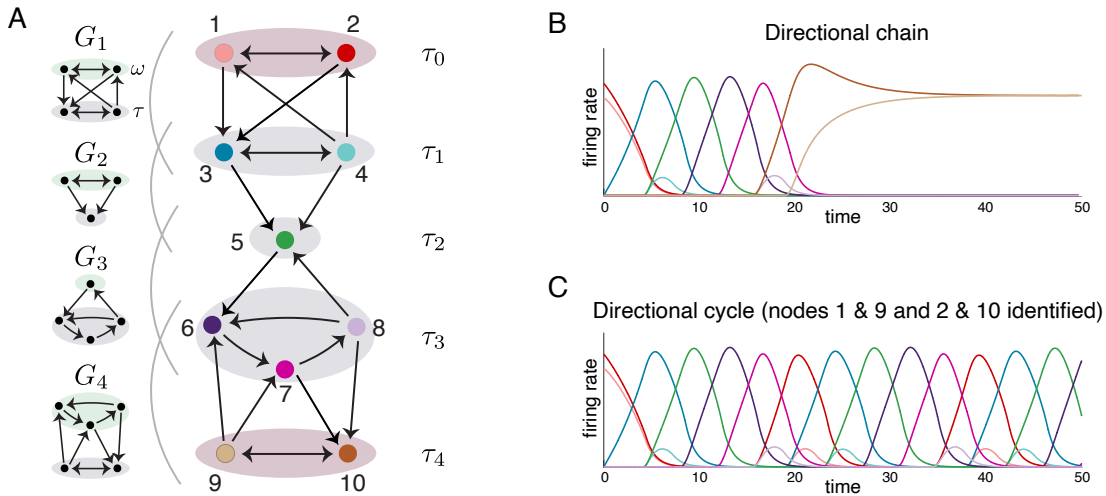 A
G₁
ω
τ
G₂
G₃
G₄
1
2
τ₀
3
4
τ₁
5
τ₂
6
8
7
τ₃
9
10
τ₄
B
Directional chain
firing rate
0
10
20
30
40
50
time
C
Directional cycle (nodes 1 & 9 and 2 & 10 identified)
firing rate
0
10
20
30
40
50
time